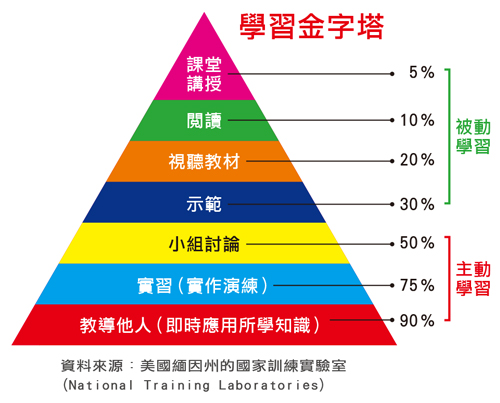 學習金字塔
課堂
講授
5%
閱讀
10%
視聽教材
20%
示範
30%
被動
學習
小組討論
50%
實習（實作演練）
75%
教導他人（即時應用所學知識）
90%
主動
學習
資料來源：美國緬因州的國家訓練實驗室
(National Training Laboratories)